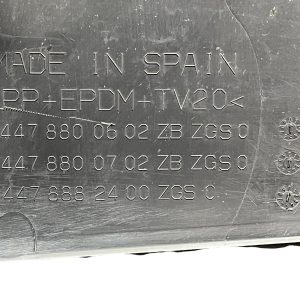 MADE IN SPAIN
PP+EPDM+TV20<
447 880 06 02 ZB ZGS 0
447 880 07 02 ZB ZGS 0
447 888 24 00 ZGS 0